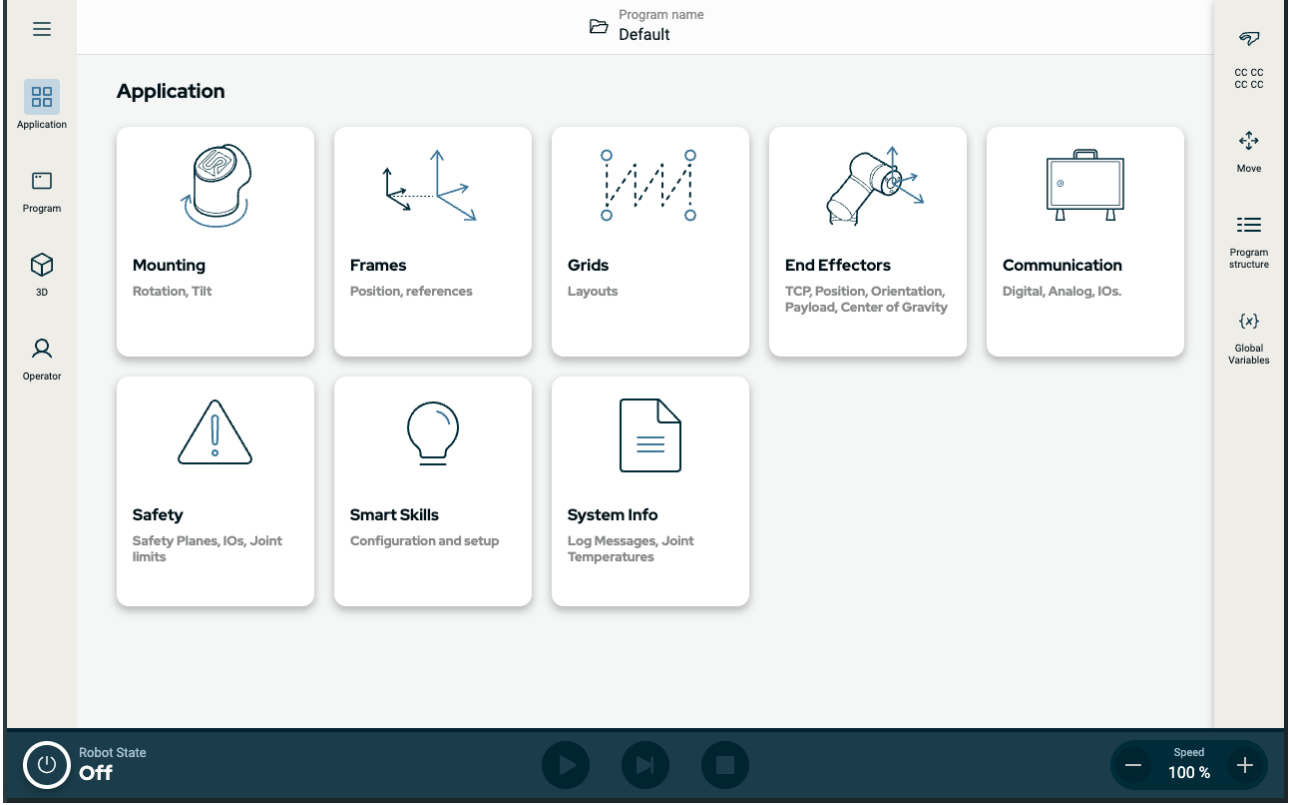 Program name
Default
Application
Program
3D
Operator
Application
Mounting
Rotation, Tilt
Frames
Position, references
Grids
Layouts
End Effectors
TCP, Position, Orientation,
Payload, Center of Gravity
Communication
Digital, Analog, IOs.
Safety
Safety Planes, IOs, Joint
limits
Smart Skills
Configuration and setup
System Info
Log Messages, Joint
Temperatures
CC CC
CC CC
Move
Program
structure
{x}
Global
Variables
Robot State
Off
Speed
100 %